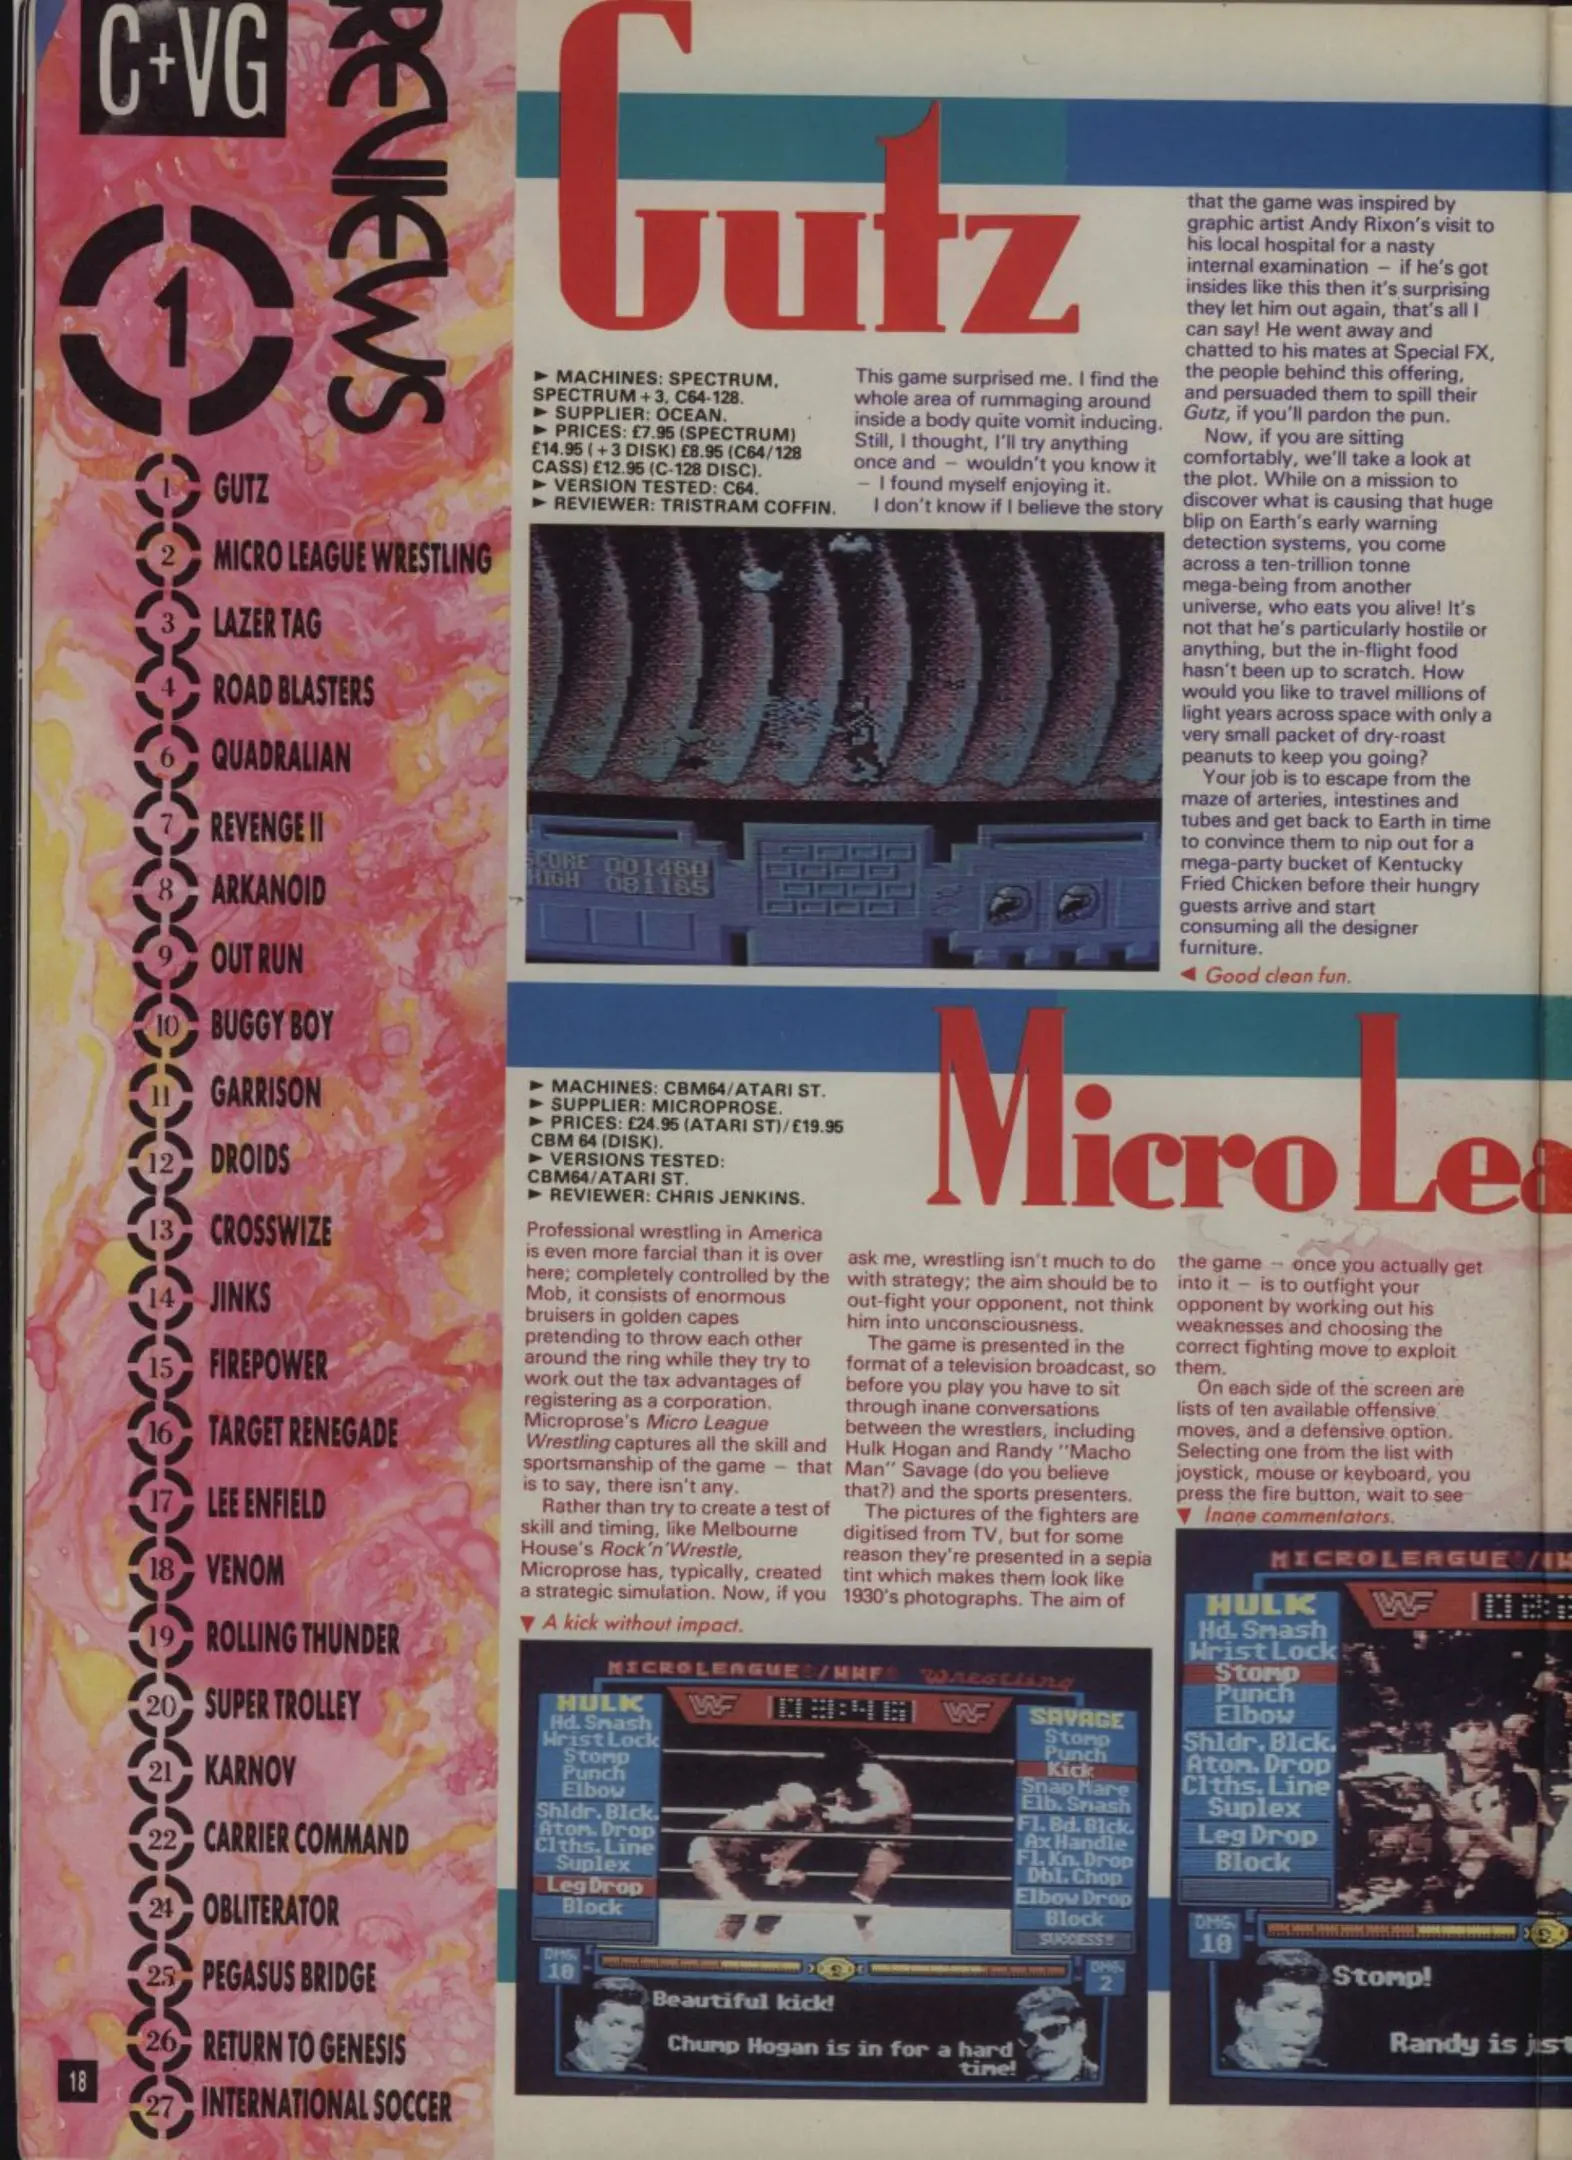 C+VG
REVIEWS
1
1 GUTZ
2 MICRO LEAGUE WRESTLING
3 LAZER TAG
4 ROAD BLASTERS
6 QUADRALIAN
7 REVENGE II
8 ARKANOID
9 OUT RUN
10 BUGGY BOY
11 GARRISON
12 DROIDS
13 CROSSWIZE
14 JINKS
15 FIREPOWER
16 TARGET RENEGADE
17 LEE ENFIELD
18 VENOM
19 ROLLING THUNDER
20 SUPER TROLLEY
21 KARNOV
22 CARRIER COMMAND
24 OBLITERATOR
25 PEGASUS BRIDGE
26 RETURN TO GENESIS
27 INTERNATIONAL SOCCER
18
Gutz
► MACHINES: SPECTRUM,
SPECTRUM + 3, C64-128.
► SUPPLIER: OCEAN.
► PRICES: £7.95 (SPECTRUM)
£14.95 ( + 3 DISK) £8.95 (C64/128
CASS) £12.95 (C-128 DISC).
► VERSION TESTED: C64.
► REVIEWER: TRISTRAM COFFIN.
This game surprised me. I find the
whole area of rummaging around
inside a body quite vomit inducing.
Still, I thought, I'll try anything
once and — wouldn't you know it
— I found myself enjoying it.
I don't know if I believe the story
that the game was inspired by
graphic artist Andy Rixon's visit to
his local hospital for a nasty
internal examination — if he's got
insides like this then it's surprising
they let him out again, that's all I
can say! He went away and
chatted to his mates at Special FX,
the people behind this offering,
and persuaded them to spill their
Gutz, if you'll pardon the pun.
Now, if you are sitting
comfortably, we'll take a look at
the plot. While on a mission to
discover what is causing that huge
blip on Earth's early warning
detection systems, you come
across a ten-trillion tonne
mega-being from another
universe, who eats you alive! It's
not that he's particularly hostile or
anything, but the in-flight food
hasn't been up to scratch. How
would you like to travel millions of
light years across space with only a
very small packet of dry-roast
peanuts to keep you going?
Your job is to escape from the
maze of arteries, intestines and
tubes and get back to Earth in time
to convince them to nip out for a
mega-party bucket of Kentucky
Fried Chicken before their hungry
guests arrive and start
consuming all the designer
furniture.
◄ Good clean fun.
SCORE 001460
HIGH 081165
Micro Lea
► MACHINES: CBM64/ATARI ST.
► SUPPLIER: MICROPROSE.
► PRICES: £24.95 (ATARI ST)/£19.95
CBM 64 (DISK).
► VERSIONS TESTED:
CBM64/ATARI ST.
► REVIEWER: CHRIS JENKINS.
Professional wrestling in America
is even more farcial than it is over
here; completely controlled by the
Mob, it consists of enormous
bruisers in golden capes
pretending to throw each other
around the ring while they try to
work out the tax advantages of
registering as a corporation.
Microprose's Micro League
Wrestling captures all the skill and
sportsmanship of the game — that
is to say, there isn't any.
Rather than try to create a test of
skill and timing, like Melbourne
House's Rock'n'Wrestle,
Microprose has, typically, created
a strategic simulation. Now, if you
▼ A kick without impact.
ask me, wrestling isn't much to do
with strategy; the aim should be to
out-fight your opponent, not think
him into unconsciousness.
The game is presented in the
format of a television broadcast, so
before you play you have to sit
through inane conversations
between the wrestlers, including
Hulk Hogan and Randy "Macho
Man" Savage (do you believe
that?) and the sports presenters.
The pictures of the fighters are
digitised from TV, but for some
reason they're presented in a sepia
tint which makes them look like
1930's photographs. The aim of
the game — once you actually get
into it — is to outfight your
opponent by working out his
weaknesses and choosing the
correct fighting move to exploit
them.
On each side of the screen are
lists of ten available offensive
moves, and a defensive option.
Selecting one from the list with
joystick, mouse or keyboard, you
press the fire button, wait to see
▼ Inane commentators.
MICROLEAGUE /WWF Wrestling
HULK
Hd. Smash
Wrist Lock
Stomp
Punch
Elbow
Shldr. Blck.
Atom. Drop
Clths. Line
Suplex
Leg Drop
Block
WF 03:46 WF
SAVAGE
Stomp
Punch
Kick
Snap Mare
Elb. Smash
Fl. Bd. Blck.
Ax Handle
Fl. Kn. Drop
Dbl. Chop
Elbow Drop
Block
SUCCESS!!
DMG.
10
DMG.
2
Beautiful kick!
Chump Hogan is in for a hard
time!
MICROLEAGUE /WW
HULK
Hd. Smash
Wrist Lock
Stomp
Punch
Elbow
Shldr. Blck.
Atom. Drop
Clths. Line
Suplex
Leg Drop
Block
WF
DMG.
10
Stomp!
Randy is just